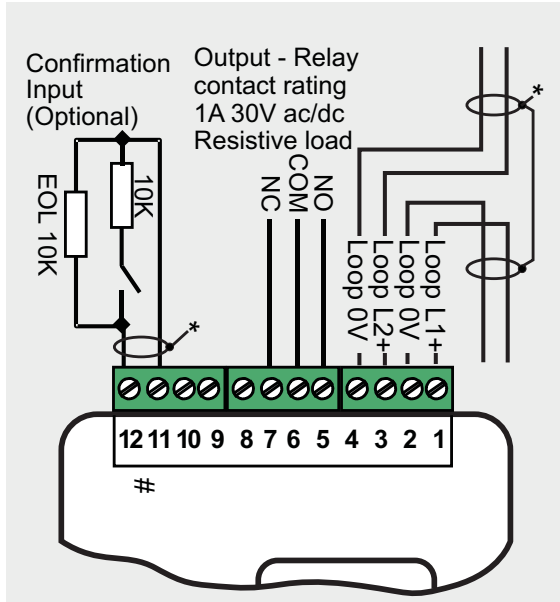 Confirmation
Input
(Optional)
Output - Relay
contact rating
1A 30V ac/dc
Resistive load
EOL 10K
10K
NC
COM
NO
Loop 0V
Loop L2+
Loop 0V
Loop L1+
*
*
*
12 11 10 9 8 7 6 5 4 3 2 1
#